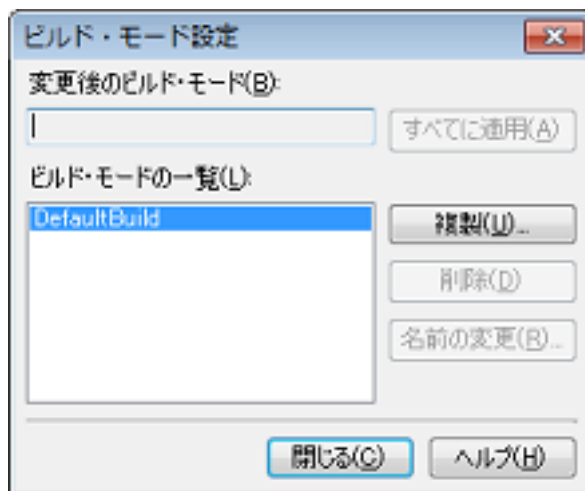 ビルド・モード設定
変更後のビルド・モード(B):
すべてに適用(A)
ビルド・モードの一覧(L):
DefaultBuild
複製(U)...
削除(D)
名前の変更(R)...
閉じる(C)
ヘルプ(H)